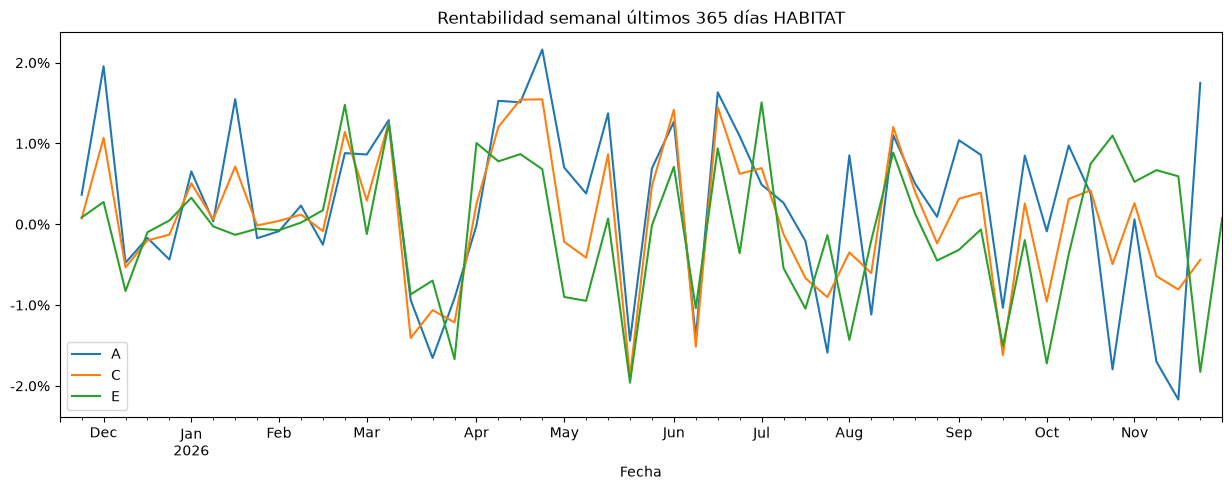 Rentabilidad semanal últimos 365 días HABITAT
2.0%
1.0%
0.0%
-1.0%
-2.0%
A
C
E
Dec Jan Feb Mar Apr May Jun Jul Aug Sep Oct Nov
2026
Fecha